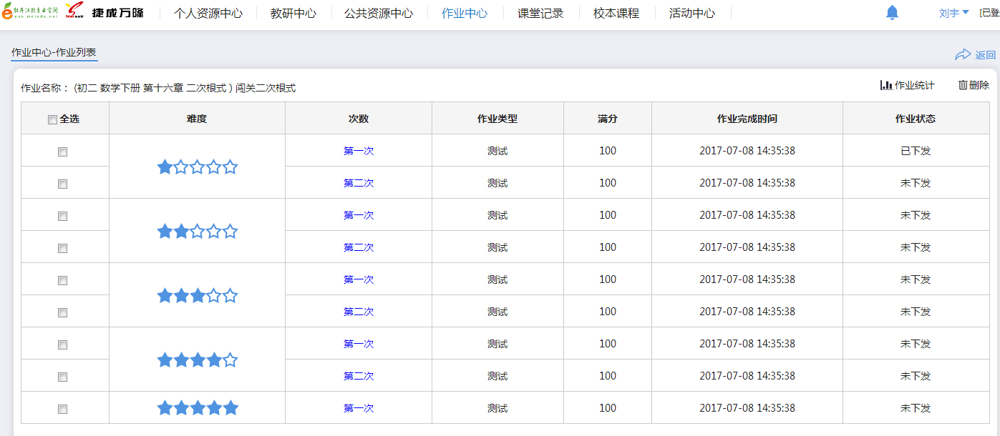 牡丹江教育云空间
yun.mojedu.net
捷成万隆
个人资源中心 教研中心 公共资源中心 作业中心 课堂记录 校本课程 活动中心 刘宇 [已登
作业中心-作业列表 返回
作业名称： (初二 数学下册 第十六章 二次根式 ) 闯关二次根式 作业统计 删除
全选 难度 次数 作业类型 满分 作业完成时间 作业状态
第一次 测试 100 2017-07-08 14:35:38 已下发
第二次 测试 100 2017-07-08 14:35:38 未下发
第一次 测试 100 2017-07-08 14:35:38 未下发
第二次 测试 100 2017-07-08 14:35:38 未下发
第一次 测试 100 2017-07-08 14:35:38 未下发
第二次 测试 100 2017-07-08 14:35:38 未下发
第一次 测试 100 2017-07-08 14:35:38 未下发
第二次 测试 100 2017-07-08 14:35:38 未下发
第一次 测试 100 2017-07-08 14:35:38 未下发